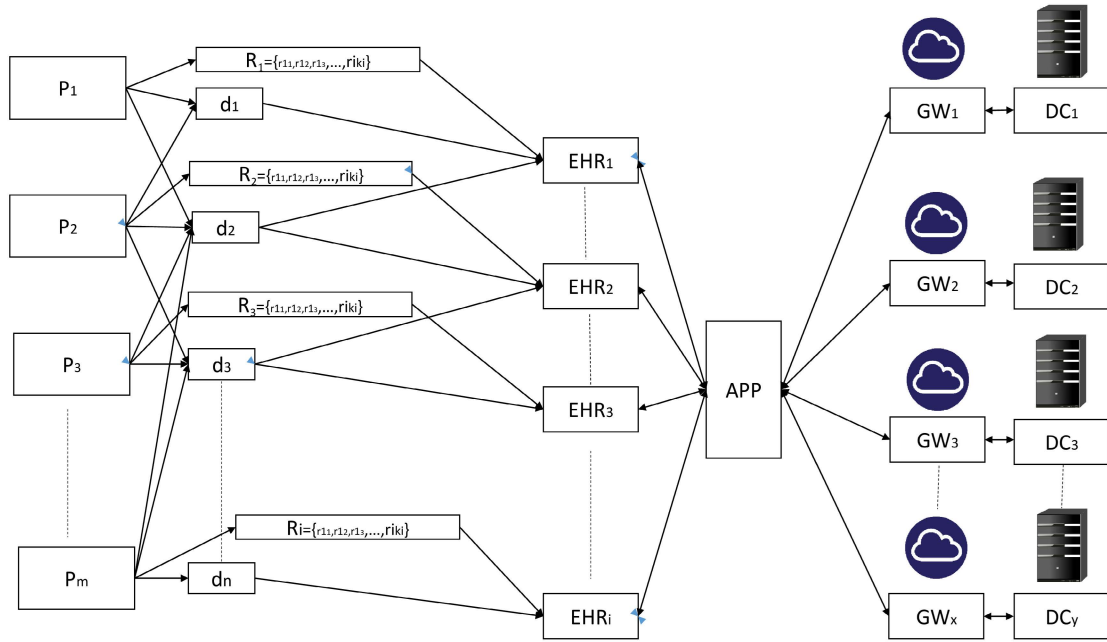 P1
P2
P3
Pm
R1={r11,r12,r13,...,riki}
d1
R2={r11,r12,r13,...,riki}
d2
R3={r11,r12,r13,...,riki}
d3
Ri={r11,r12,r13,...,riki}
dn
EHR1
EHR2
EHR3
EHRi
APP
GW1
DC1
GW2
DC2
GW3
DC3
GWx
DCy